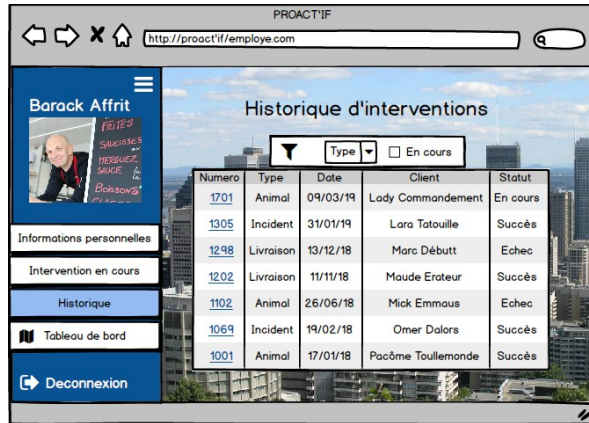 PROACT'IF
http://proact'if/employe.com
Barack Affrit
FRITES
SAUCISSES
MERGUEZ
SAUCE
BOISSONS
Informations personnelles
Intervention en cours
Historique
Tableau de bord
Deconnexion
Historique d'interventions
Type En cours
Numero Type Date Client Statut
1701 Animal 09/03/19 Lady Commandement En cours
1305 Incident 31/01/19 Lara Tatouille Succès
1298 Livraison 13/12/18 Marc Débutt Echec
1202 Livraison 11/11/18 Maude Erateur Succès
1102 Animal 26/06/18 Mick Emmaus Echec
1069 Incident 19/02/18 Omer Dalors Succès
1001 Animal 17/01/18 Pacôme Toullemonde Succès